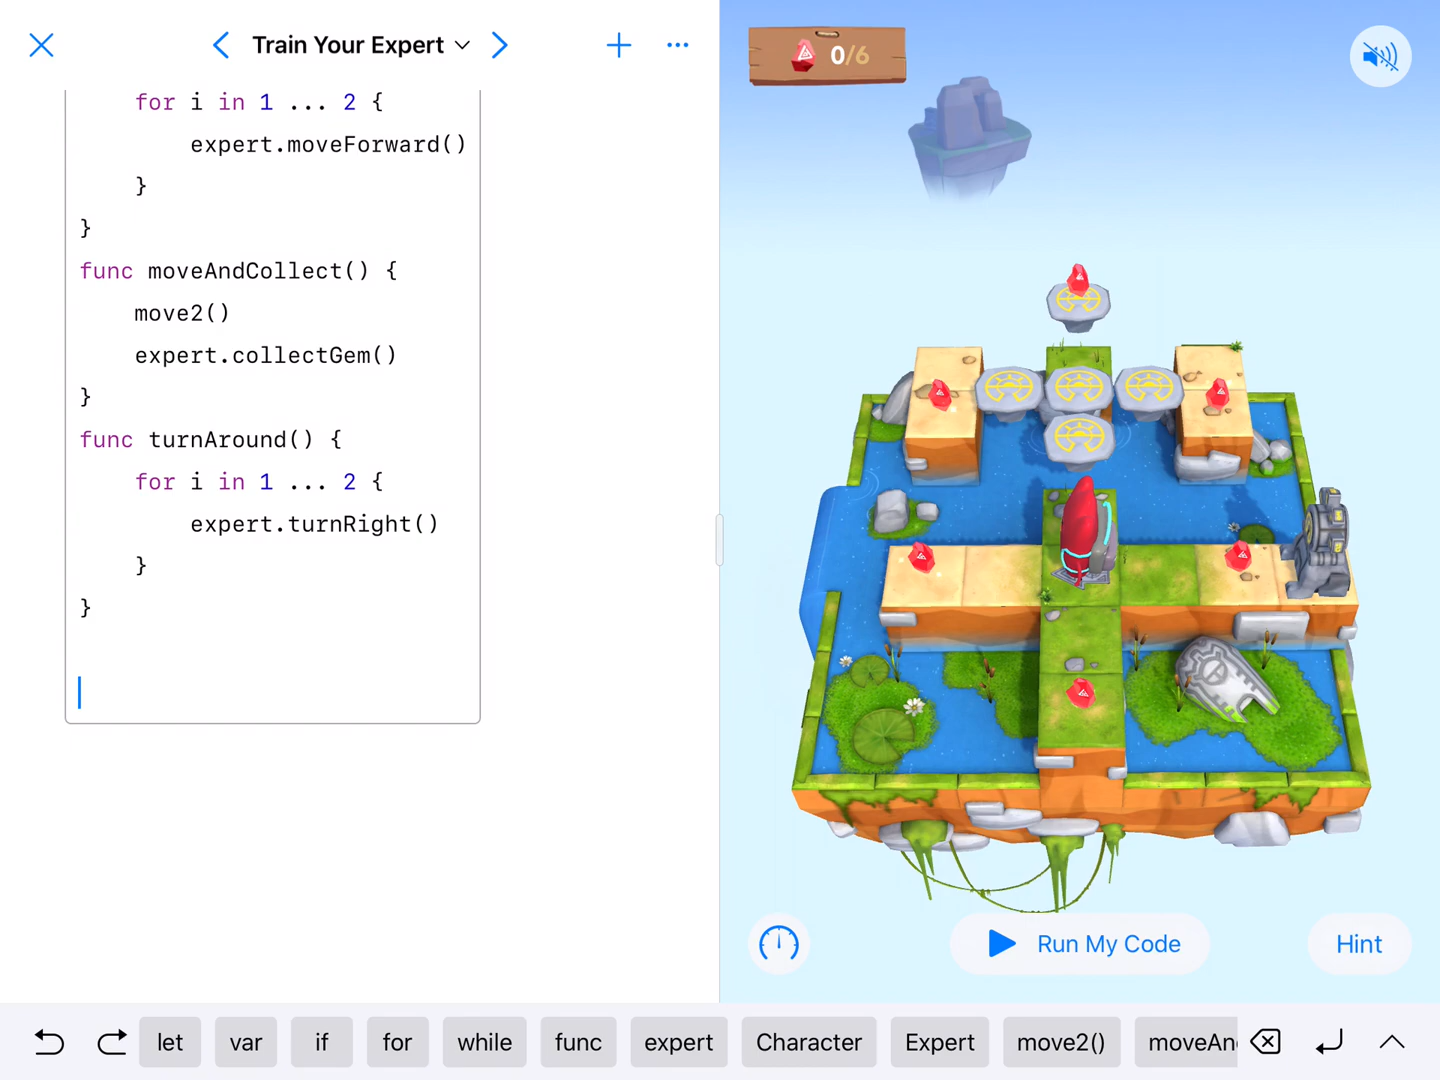 Train Your Expert
for i in 1 ... 2 {
expert.moveForward()
}
}
func moveAndCollect() {
move2()
expert.collectGem()
}
func turnAround() {
for i in 1 ... 2 {
expert.turnRight()
}
}
0/6
Run My Code
Hint
let
var
if
for
while
func
expert
Character
Expert
move2()
moveAn